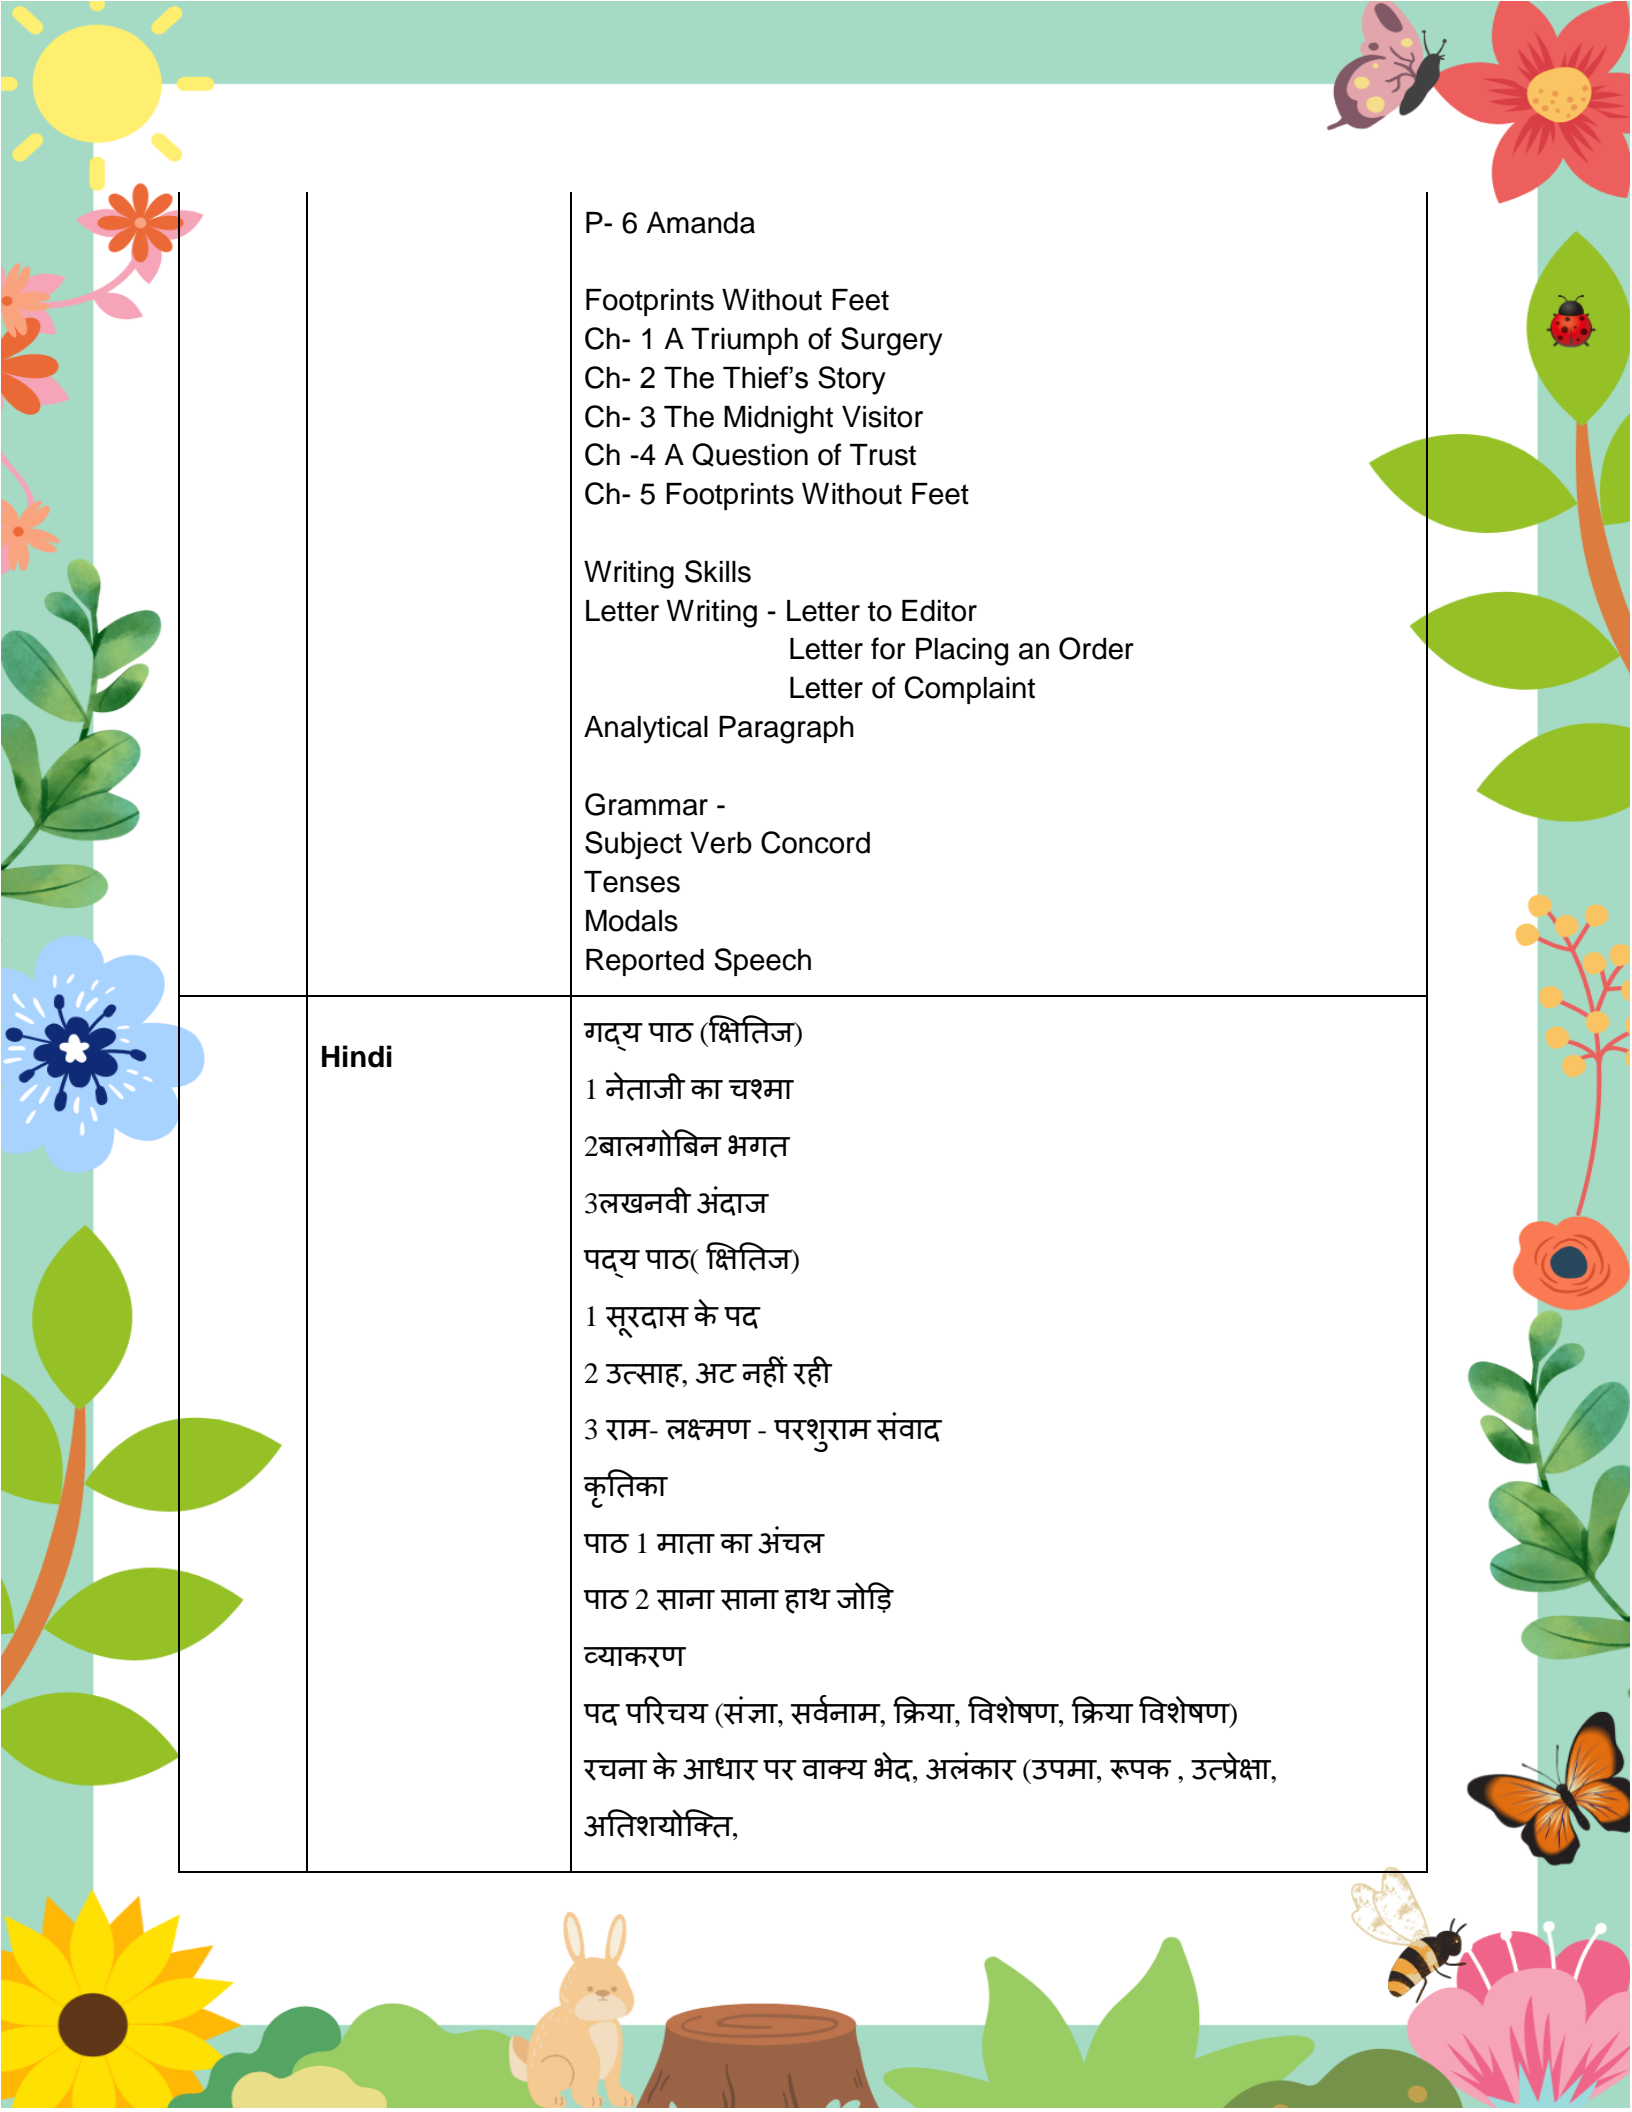 P- 6 Amanda
Footprints Without Feet
Ch- 1 A Triumph of Surgery
Ch- 2 The Thief’s Story
Ch- 3 The Midnight Visitor
Ch -4 A Question of Trust
Ch- 5 Footprints Without Feet
Writing Skills
Letter Writing - Letter to Editor
Letter for Placing an Order
Letter of Complaint
Analytical Paragraph
Grammar -
Subject Verb Concord
Tenses
Modals
Reported Speech
Hindi
गद्य पाठ (क्षितिज)
1 नेताजी का चश्मा
2बालगोबिन भगत
3लखनवी अंदाज
पद्य पाठ( क्षितिज)
1 सूरदास के पद
2 उत्साह, अट नहीं रही
3 राम- लक्ष्मण - परशुराम संवाद
कृतिका
पाठ 1 माता का अंचल
पाठ 2 साना साना हाथ जोड़ि
व्याकरण
पद परिचय (संज्ञा, सर्वनाम, क्रिया, विशेषण, क्रिया विशेषण)
रचना के आधार पर वाक्य भेद, अलंकार (उपमा, रूपक , उत्प्रेक्षा,
अतिशयोक्ति,